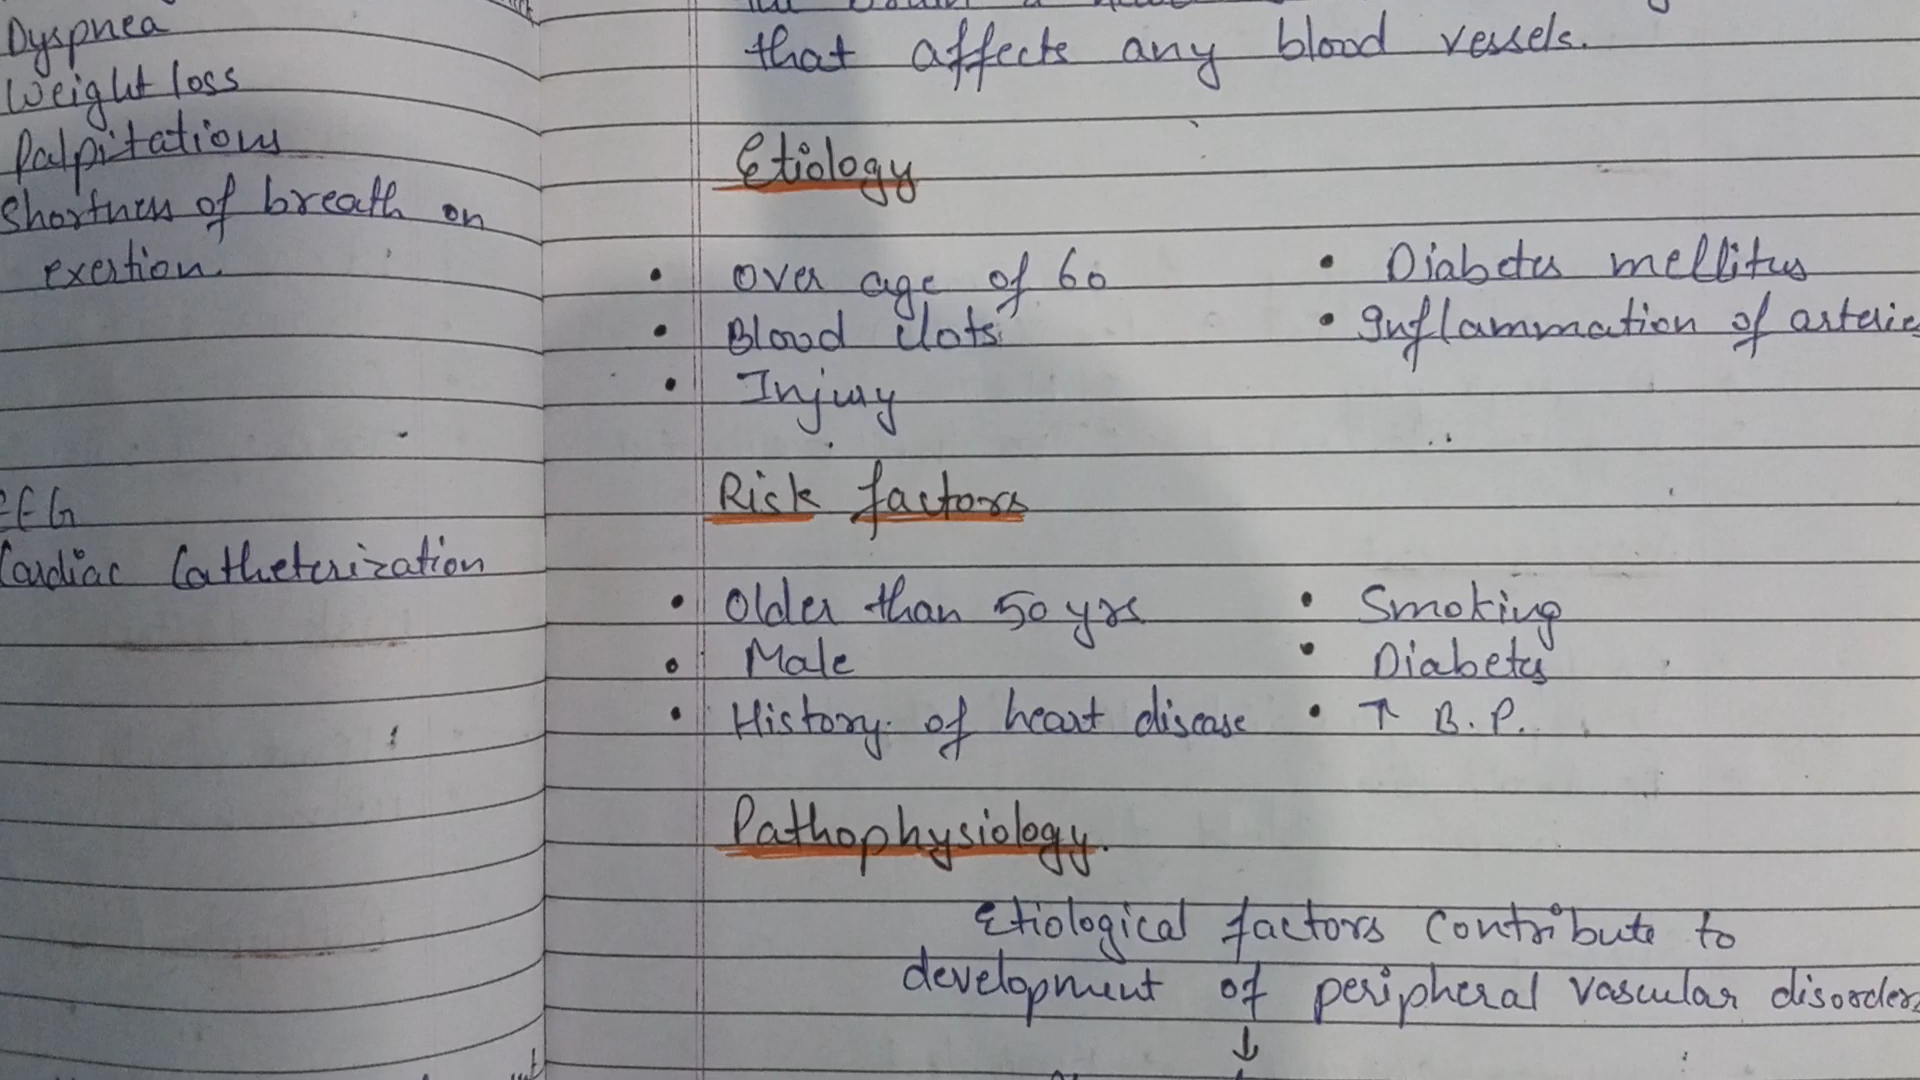 Dyspnea
Weight loss
Palpitations
Shortness of breath on
exertion.
Cardiac Catheterization
that affects any blood vessels.
Etiology
• Over age of 60
• Blood clots
• Injury
• Diabetes mellitus
• Inflammation of arteries
Risk factors
• Older than 50 yrs
• Male
• History of heart disease
• Smoking
• Diabetes
• ↑ B.P.
Pathophysiology.
Etiological factors contribute to
development of peripheral vascular disorders
↓